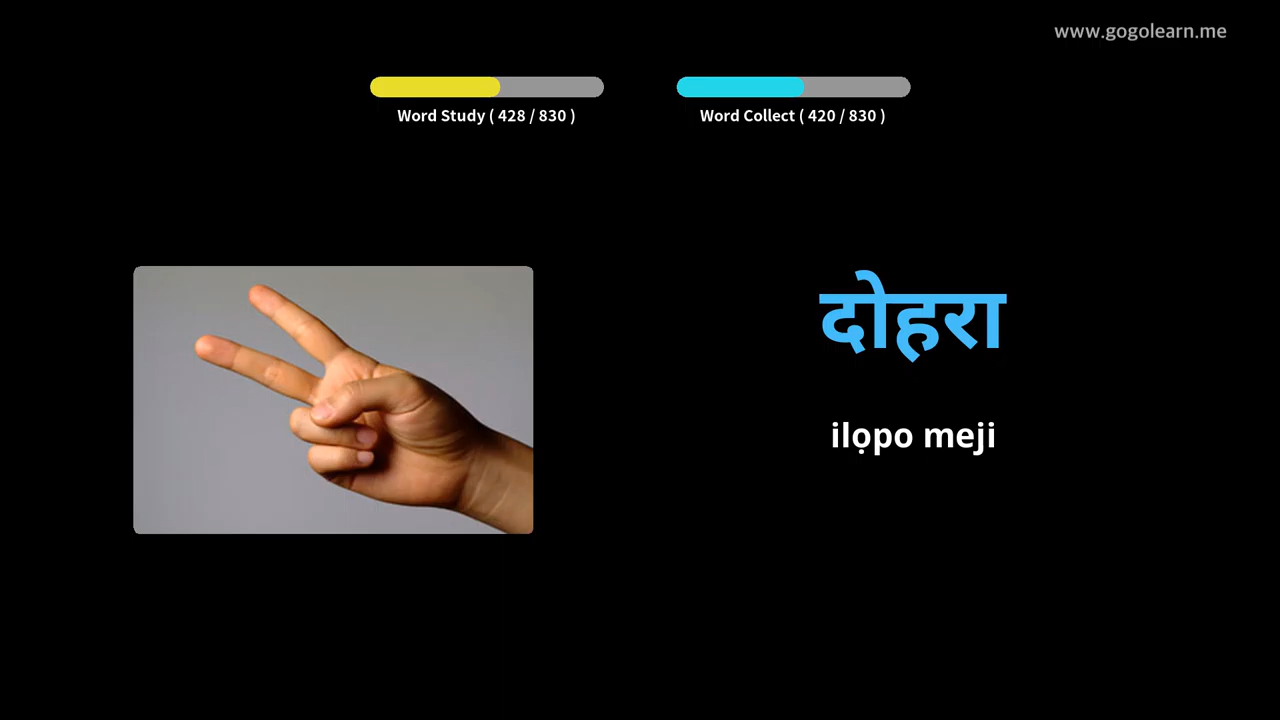 www.gogolearn.me
Word Study ( 428 / 830 )
Word Collect ( 420 / 830 )
दोहरा
ilọpo meji